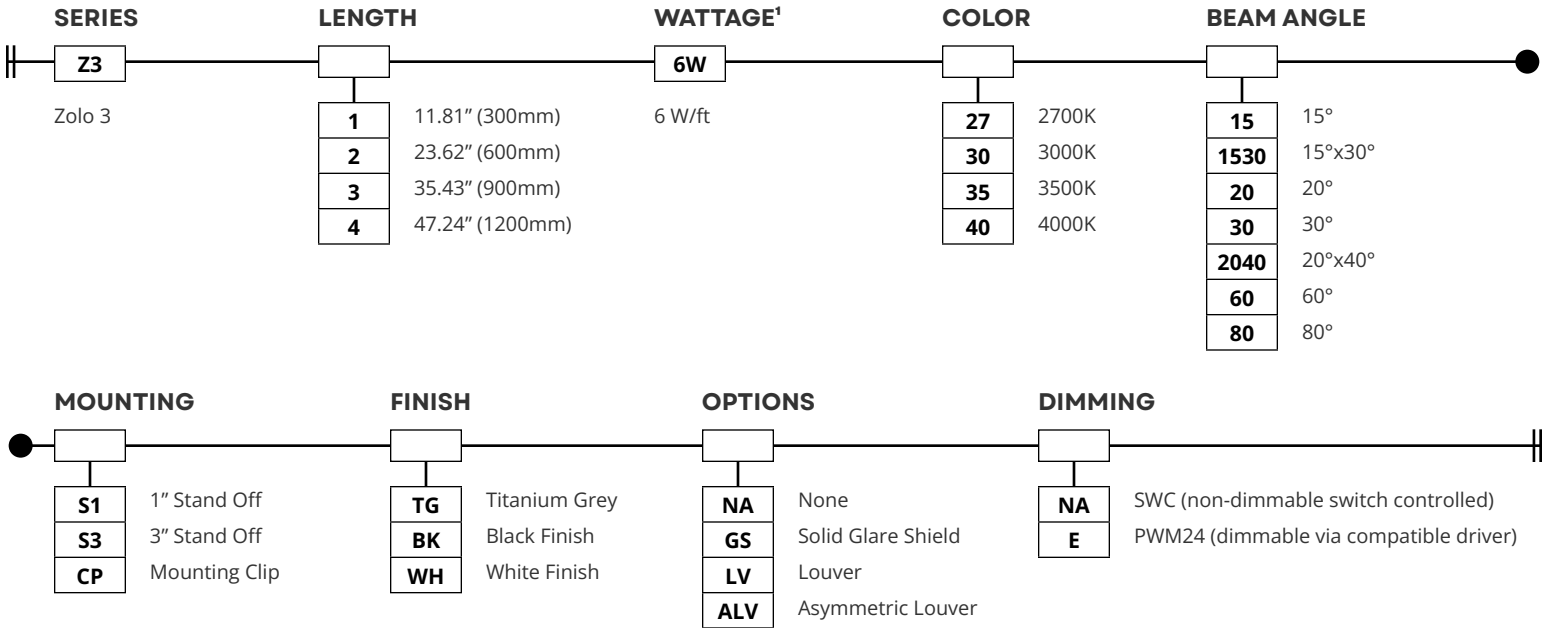 SERIES LENGTH WATTAGE¹ COLOR BEAM ANGLE
Z3 6W
Zolo 3 1 11.81” (300mm) 6 W/ft 27 2700K 15 15°
2 23.62” (600mm) 30 3000K 1530 15°x30°
3 35.43” (900mm) 35 3500K 20 20°
4 47.24” (1200mm) 40 4000K 30 30°
2040 20°x40°
60 60°
80 80°
MOUNTING FINISH OPTIONS DIMMING
S1 1” Stand Off TG Titanium Grey NA None NA SWC (non-dimmable switch controlled)
S3 3” Stand Off BK Black Finish GS Solid Glare Shield E PWM24 (dimmable via compatible driver)
CP Mounting Clip WH White Finish LV Louver
ALV Asymmetric Louver